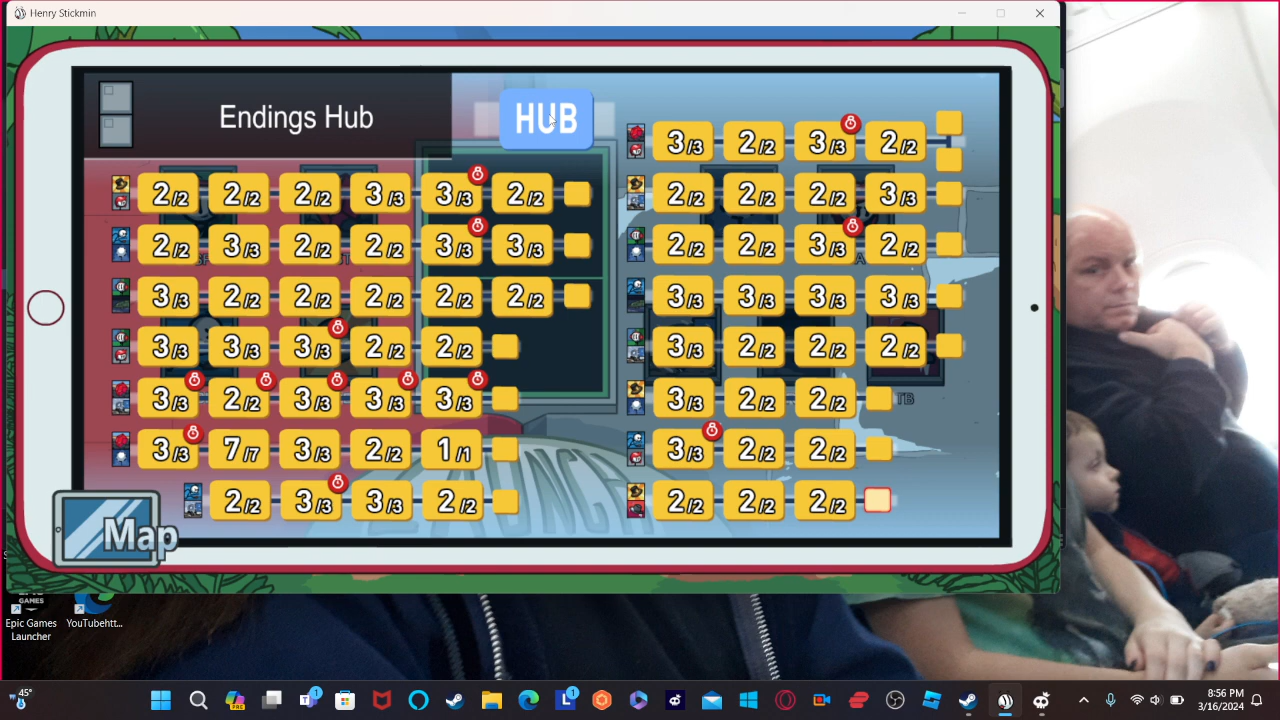 Henry Stickmin
Endings Hub
HUB
2/2 2/2 2/2 3/3 3/3 2/2
2/2 3/3 2/2 2/2 3/3 3/3
3/3 2/2 2/2 2/2 2/2 2/2
3/3 3/3 3/3 2/2 2/2
3/3 2/2 3/3 3/3 3/3
3/3 7/7 3/3 2/2 1/1
2/2 3/3 3/3 2/2
3/3 2/2 3/3 2/2
2/2 2/2 2/2 3/3
2/2 2/2 3/3 2/2
3/3 3/3 3/3 3/3
3/3 2/2 2/2 2/2
3/3 2/2 2/2
TB
3/3 2/2 2/2
2/2 2/2 2/2
LAUNCH
Map
Epic Games
Launcher
YouTubehtt...
45°
8:56 PM
3/16/2024